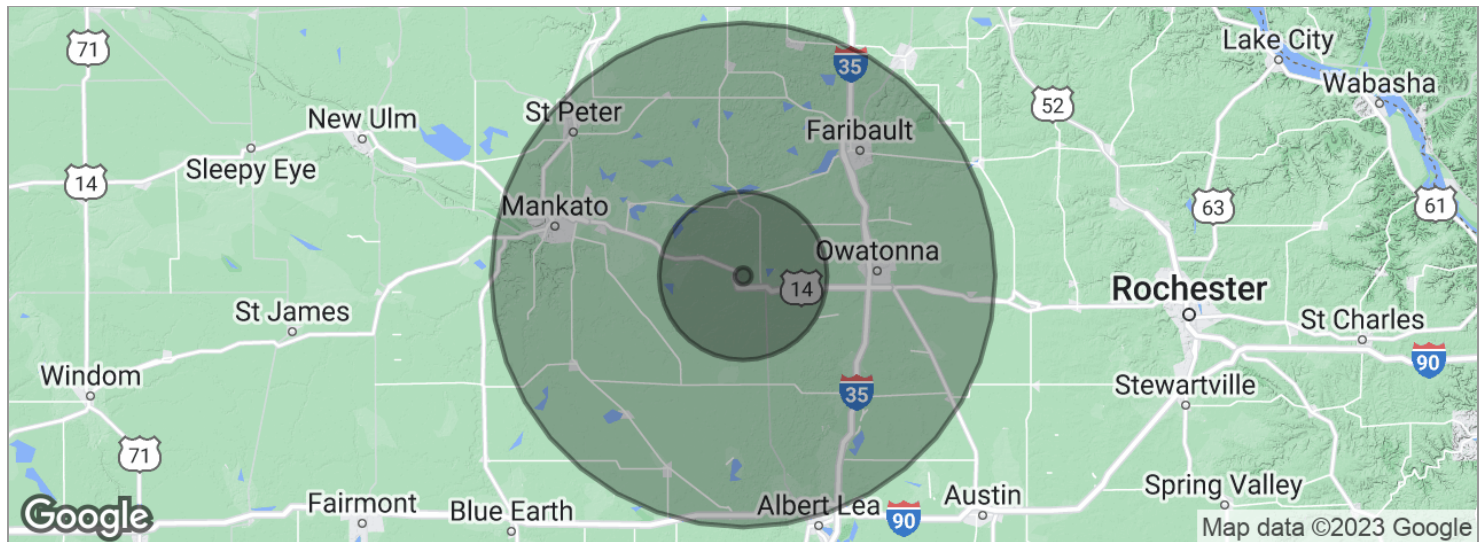 71
35
Lake City
Wabasha
52
New Ulm
St Peter
Faribault
Sleepy Eye
14
63
61
Mankato
Owatonna
14
Rochester
St James
St Charles
90
Windom
35
Stewartville
71
Fairmont
Blue Earth
Albert Lea
90
Austin
Spring Valley
Google
Map data ©2023 Google